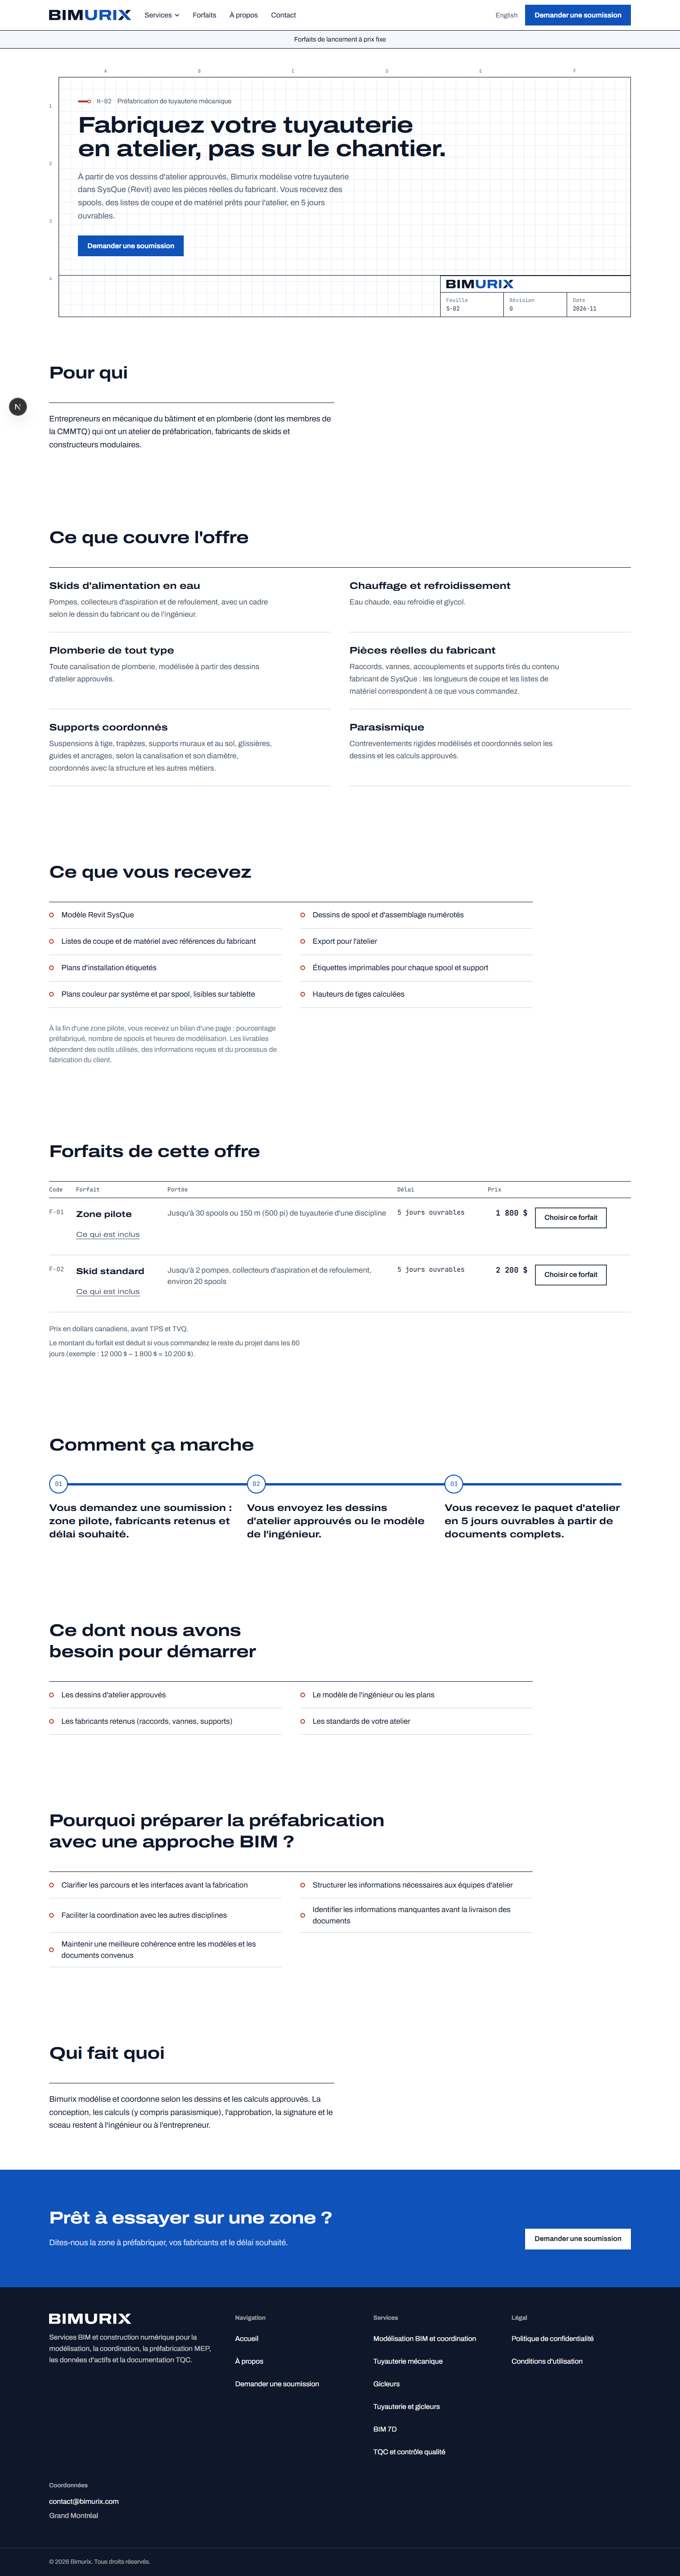 BIMURIX
Services
Forfaits
À propos
Contact
English
Demander une soumission
Forfaits de lancement à prix fixe
A
B
C
D
E
F
1
2
3
4
H-02 Préfabrication de tuyauterie mécanique
Fabriquez votre tuyauterie
en atelier, pas sur le chantier.
À partir de vos dessins d'atelier approuvés, Bimurix modélise votre tuyauterie
dans SysQue (Revit) avec les pièces réelles du fabricant. Vous recevez des
spools, des listes de coupe et de matériel prêts pour l'atelier, en 5 jours
ouvrables.
Demander une soumission
BIMURIX
Feuille
Révision
Date
S-02
0
2026-11
Pour qui
N
Entrepreneurs en mécanique du bâtiment et en plomberie (dont les membres de
la CMMTQ) qui ont un atelier de préfabrication, fabricants de skids et
constructeurs modulaires.
Ce que couvre l'offre
Skids d'alimentation en eau
Pompes, collecteurs d'aspiration et de refoulement, avec un cadre
selon le dessin du fabricant ou de l'ingénieur.
Chauffage et refroidissement
Eau chaude, eau refroidie et glycol.
Plomberie de tout type
Toute canalisation de plomberie, modélisée à partir des dessins
d'atelier approuvés.
Pièces réelles du fabricant
Raccords, vannes, accouplements et supports tirés du contenu
fabricant de SysQue : les longueurs de coupe et les listes de
matériel correspondent à ce que vous commandez.
Supports coordonnés
Suspensions à tige, trapèzes, supports muraux et au sol, glissières,
guides et ancrages, selon la canalisation et son diamètre,
coordonnés avec la structure et les autres métiers.
Parasismique
Contreventements rigides modélisés et coordonnés selon les
dessins et les calculs approuvés.
Ce que vous recevez
Modèle Revit SysQue
Dessins de spool et d'assemblage numérotés
Listes de coupe et de matériel avec références du fabricant
Export pour l'atelier
Plans d'installation étiquetés
Étiquettes imprimables pour chaque spool et support
Plans couleur par système et par spool, lisibles sur tablette
Hauteurs de tiges calculées
À la fin d'une zone pilote, vous recevez un bilan d'une page : pourcentage
préfabriqué, nombre de spools et heures de modélisation. Les livrables
dépendent des outils utilisés, des informations reçues et du processus de
fabrication du client.
Forfaits de cette offre
Code
Forfait
Portée
Délai
Prix
F-01
Zone pilote
Jusqu'à 30 spools ou 150 m (500 pi) de tuyauterie d'une discipline
5 jours ouvrables
1 800 $
Choisir ce forfait
Ce qui est inclus
F-02
Skid standard
Jusqu'à 2 pompes, collecteurs d'aspiration et de refoulement,
environ 20 spools
5 jours ouvrables
2 200 $
Choisir ce forfait
Ce qui est inclus
Prix en dollars canadiens, avant TPS et TVQ.
Le montant du forfait est déduit si vous commandez le reste du projet dans les 60
jours (exemple : 12 000 $ − 1 800 $ = 10 200 $).
Comment ça marche
01
02
03
Vous demandez une soumission :
zone pilote, fabricants retenus et
délai souhaité.
Vous envoyez les dessins
d'atelier approuvés ou le modèle
de l'ingénieur.
Vous recevez le paquet d'atelier
en 5 jours ouvrables à partir de
documents complets.
Ce dont nous avons
besoin pour démarrer
Les dessins d'atelier approuvés
Le modèle de l'ingénieur ou les plans
Les fabricants retenus (raccords, vannes, supports)
Les standards de votre atelier
Pourquoi préparer la préfabrication
avec une approche BIM ?
Clarifier les parcours et les interfaces avant la fabrication
Structurer les informations nécessaires aux équipes d'atelier
Faciliter la coordination avec les autres disciplines
Identifier les informations manquantes avant la livraison des
documents
Maintenir une meilleure cohérence entre les modèles et les
documents convenus
Qui fait quoi
Bimurix modélise et coordonne selon les dessins et les calculs approuvés. La
conception, les calculs (y compris parasismique), l'approbation, la signature et le
sceau restent à l'ingénieur ou à l'entrepreneur.
Prêt à essayer sur une zone ?
Dites-nous la zone à préfabriquer, vos fabricants et le délai souhaité.
Demander une soumission
BIMURIX
Services BIM et construction numérique pour la
modélisation, la coordination, la préfabrication MEP,
les données d'actifs et la documentation TQC.
Navigation
Accueil
À propos
Demander une soumission
Services
Modélisation BIM et coordination
Tuyauterie mécanique
Gicleurs
Tuyauterie et gicleurs
BIM 7D
TQC et contrôle qualité
Légal
Politique de confidentialité
Conditions d'utilisation
Coordonnées
contact@bimurix.com
Grand Montréal
© 2026 Bimurix. Tous droits réservés.